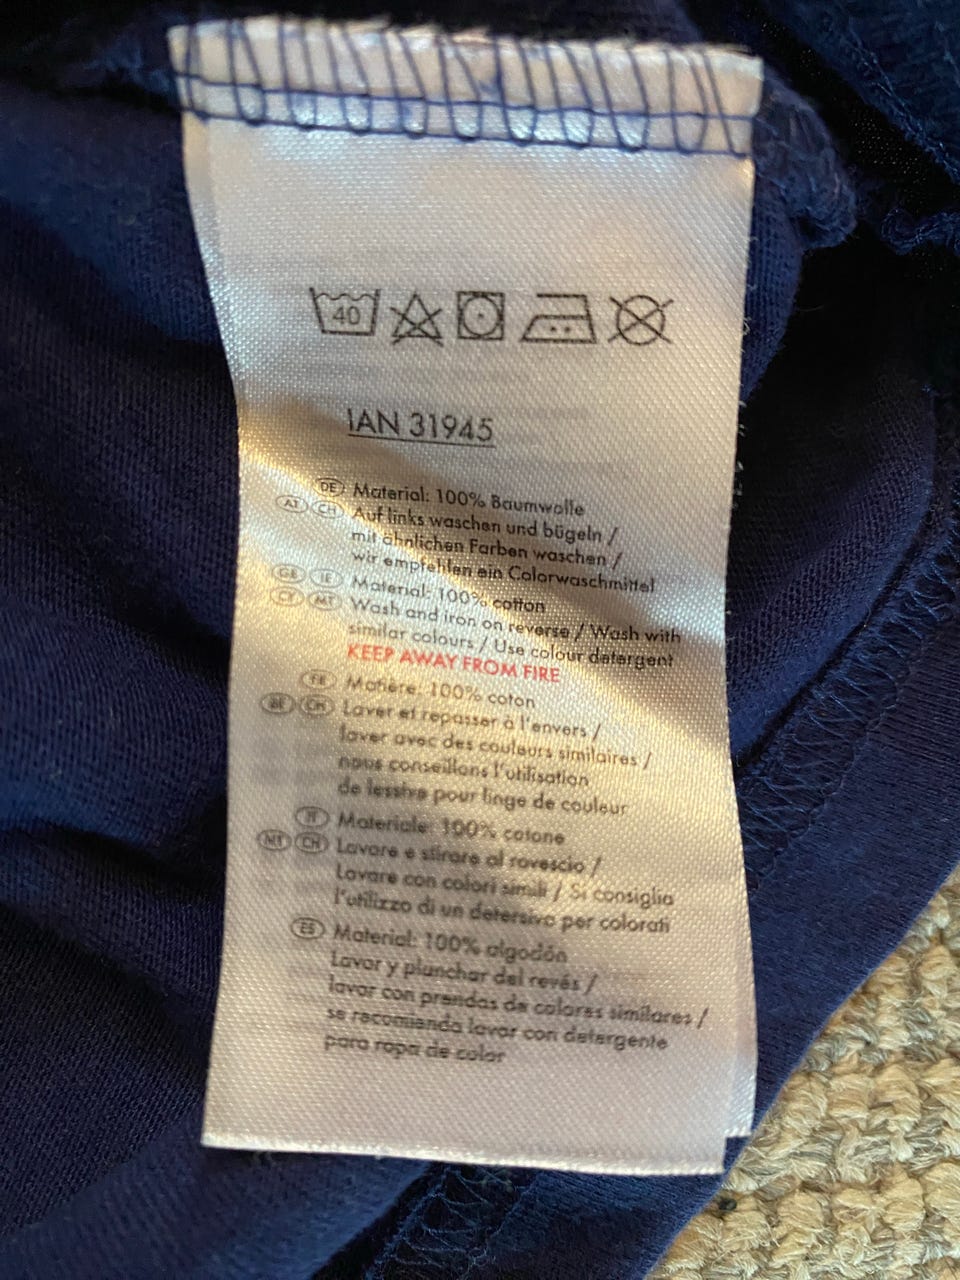 40
IAN 31945
DE Material: 100% Baumwolle
AT CH Auf links waschen und bügeln /
mit ähnlichen Farben waschen /
wir empfehlen ein Colorwaschmittel
GB IE Material: 100% cotton
CY MT Wash and iron on reverse / Wash with
similar colours / Use colour detergent
KEEP AWAY FROM FIRE
FR Matière: 100% coton
BE CH Laver et repasser à l'envers /
laver avec des couleurs similaires /
nous conseillons l'utilisation
de lessive pour linge de couleur
IT Materiale: 100% cotone
MT CH Lavare e stirare al rovescio /
Lavare con colori simili / Si consiglia
l'utilizzo di un detersivo per colorati
ES Material: 100% algodón
Lavar y planchar del revés /
lavar con prendas de colores similares /
se recomienda lavar con detergente
para ropa de color